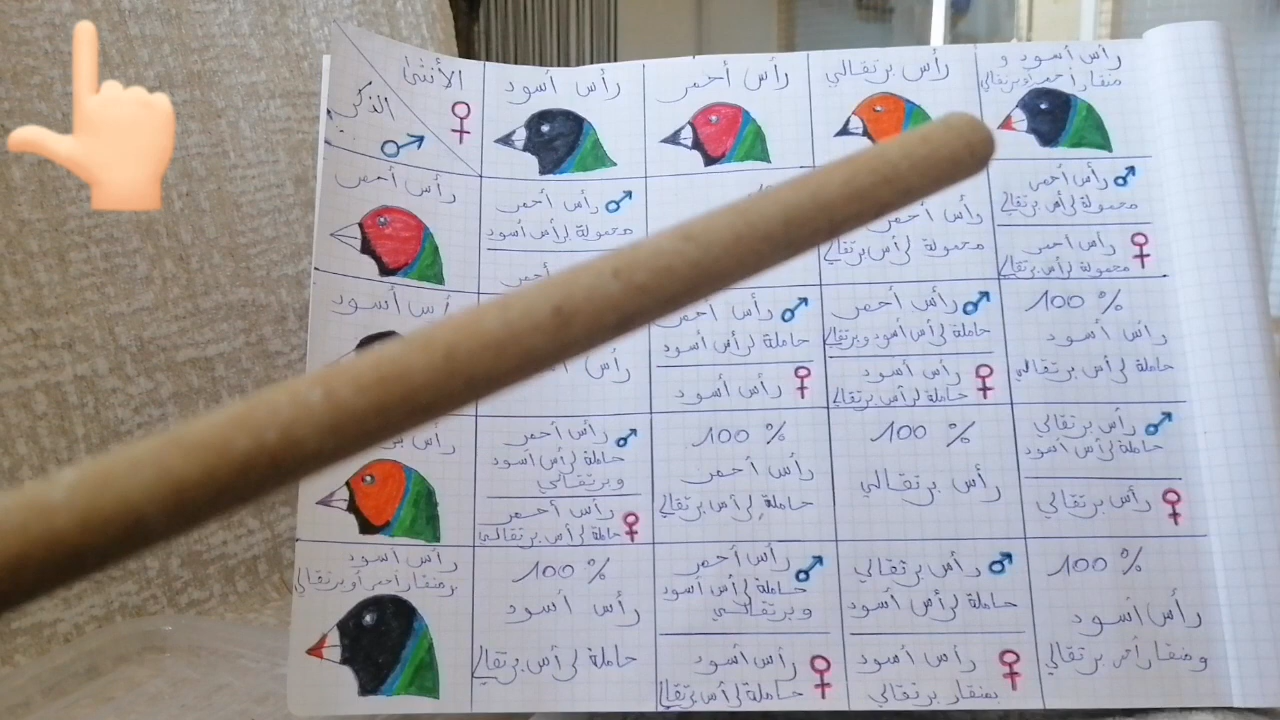 الأنثى
الذكر
رأس أسود
رأس أحمر
رأس برتقالي
رأس أسود و
منقار أحمر أو برتقالي
رأس أحمر
رأس أحمر
محمولة لرأس أسود
أحمر
رأس أحمر
محمولة لرأس برتقالي
رأس أحمر
محمولة لرأس برتقالي
رأس أحمر
محمولة لرأس برتقالي
رأس أسود
رأس
رأس أحمر
حاملة لرأس أسود
رأس أسود
رأس أحمر
حاملة لرأس أسود وبرتقالي
رأس أسود
حاملة لرأس برتقالي
100 %
رأس أسود
حاملة لرأس برتقالي
رأس
رأس أحمر
حاملة لرأس أسود
وبرتقالي
رأس أحمر
حاملة لرأس برتقالي
100 %
رأس أحمر
حاملة لرأس برتقالي
100 %
رأس برتقالي
رأس برتقالي
حاملة لرأس أسود
رأس برتقالي
رأس أسود
ومنقار أحمر أو برتقالي
100 %
رأس أسود
حاملة لرأس برتقالي
رأس أحمر
حاملة لرأس أسود
وبرتقالي
رأس أسود
حاملة لرأس برتقالي
رأس برتقالي
حاملة لرأس أسود
رأس أسود
بمنقار برتقالي
100 %
رأس أسود
ومنقار أحمر برتقالي